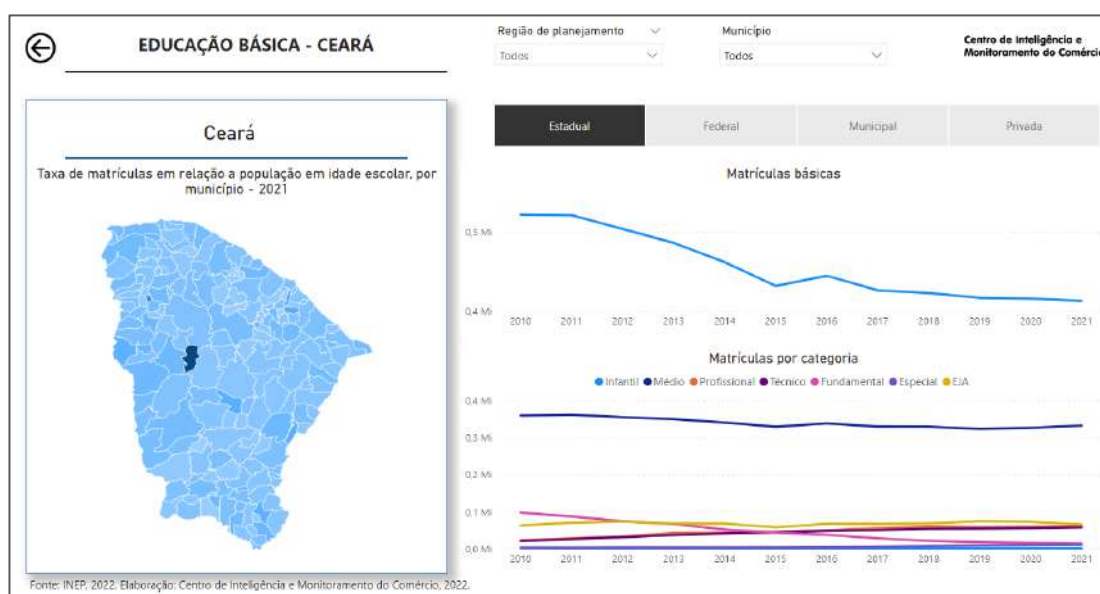 EDUCAÇÃO BÁSICA - CEARÁ
Região de planejamento
Todos
Município
Todos
Centro de Inteligência e
Monitoramento do Comércio
Ceará
Taxa de matrículas em relação a população em idade escolar, por
município - 2021
Estadual
Federal
Municipal
Privada
Matrículas básicas
0,5 Mi
0,4 Mi
2010 2011 2012 2013 2014 2015 2016 2017 2018 2019 2020 2021
Matrículas por categoria
Infantil Médio Profissional Técnico Fundamental Especial EJA
0,4 Mi
0,3 Mi
0,2 Mi
0,1 Mi
0,0 Mi
2010 2011 2012 2013 2014 2015 2016 2017 2018 2019 2020 2021
Fonte: INEP, 2022. Elaboração: Centro de Inteligência e Monitoramento do Comércio, 2022.